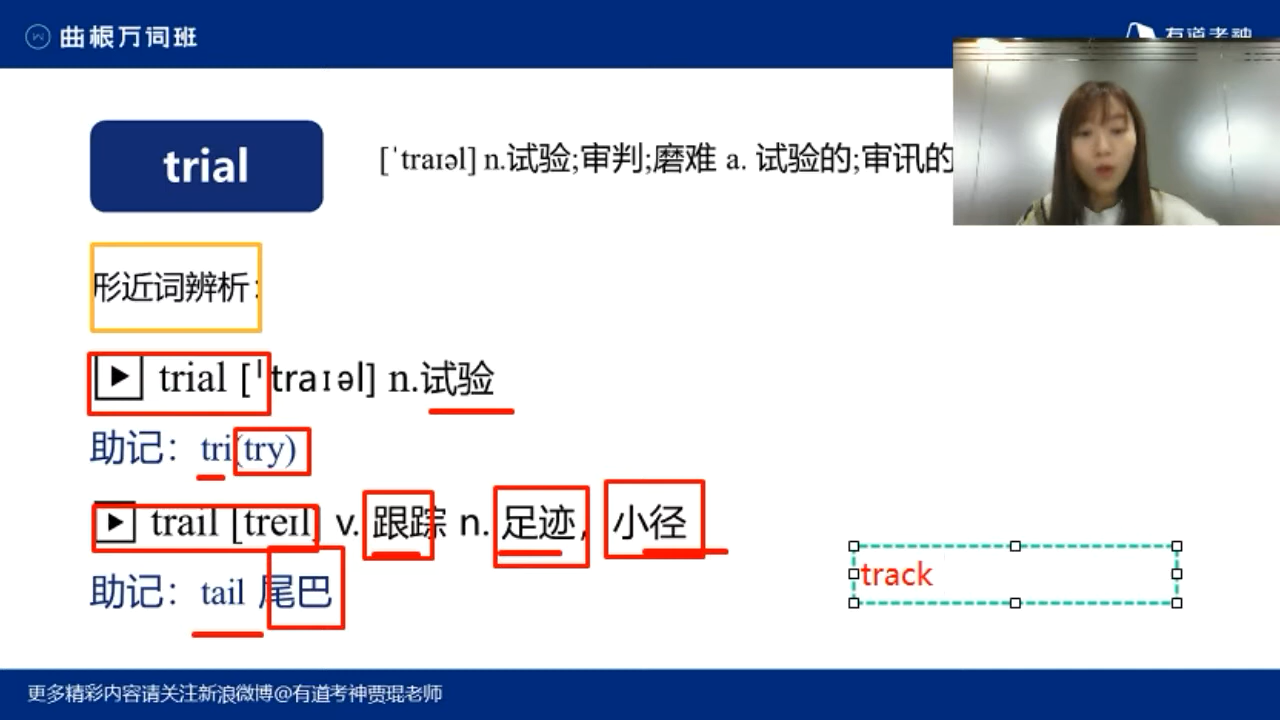 曲根万词班
有道考神
trial
['traɪəl] n.试验;审判;磨难 a. 试验的;审讯的
形近词辨析:
trial ['traɪəl] n.试验
助记：tri(try)
trail [treɪl] v.跟踪 n.足迹,小径
助记：tail 尾巴
track
更多精彩内容请关注新浪微博@有道考神贾琨老师